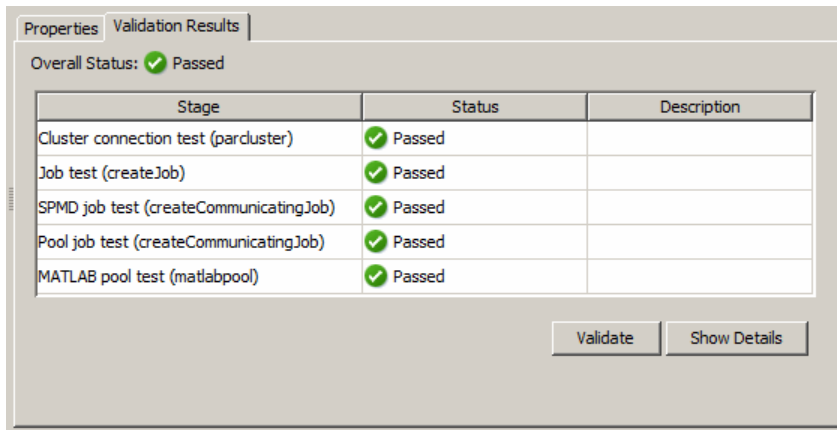 Properties Validation Results
Overall Status: Passed
Stage Status Description
Cluster connection test (parcluster) Passed
Job test (createJob) Passed
SPMD job test (createCommunicatingJob) Passed
Pool job test (createCommunicatingJob) Passed
MATLAB pool test (matlabpool) Passed
Validate Show Details